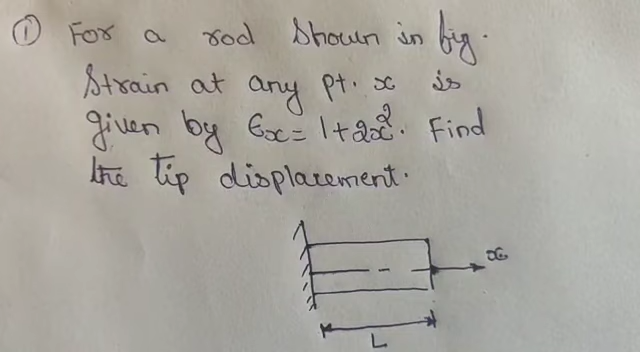 ① For a rod shown in fig.
Strain at any pt. x is
given by Єx = 1+2x². Find
the Tip displacement.
x
L